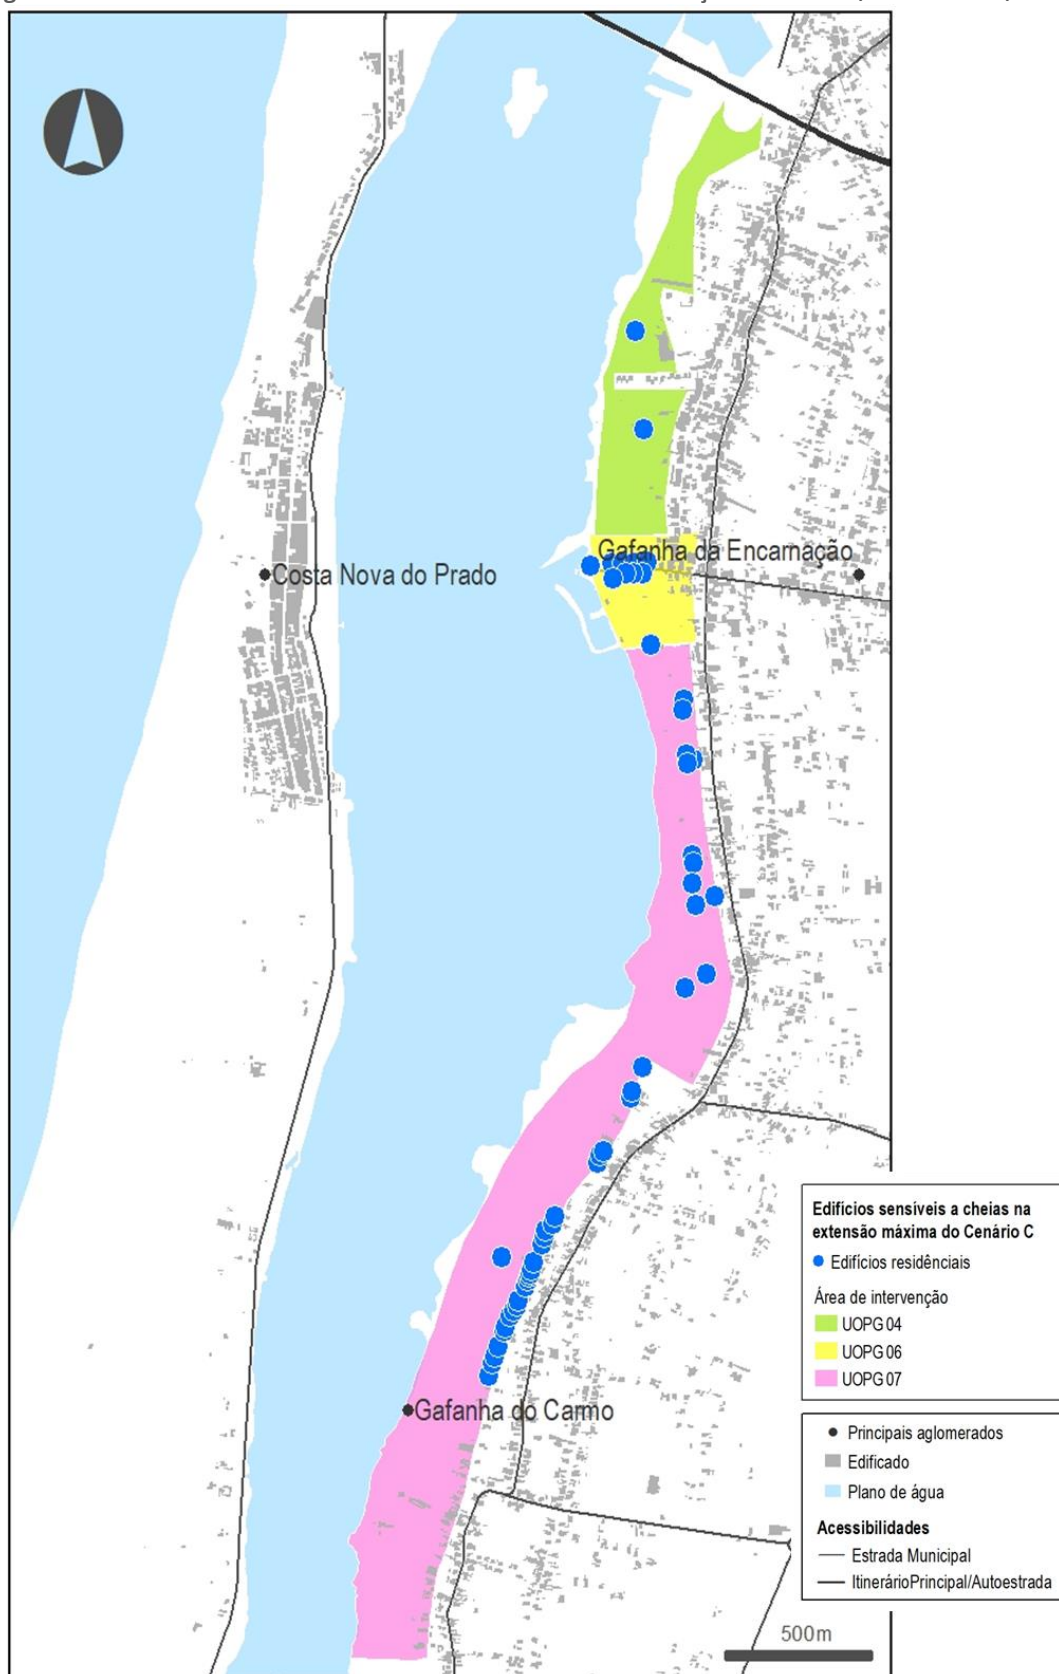 Gafanha da Encarnação
Costa Nova do Prado
Gafanha do Carmo
Edifícios sensíveis a cheias na
extensão máxima do Cenário C
Edifícios residênciais
Área de intervenção
UOPG 04
UOPG 06
UOPG 07
Principais aglomerados
Edificado
Plano de água
Acessibilidades
Estrada Municipal
ItinerárioPrincipal/Autoestrada
500m